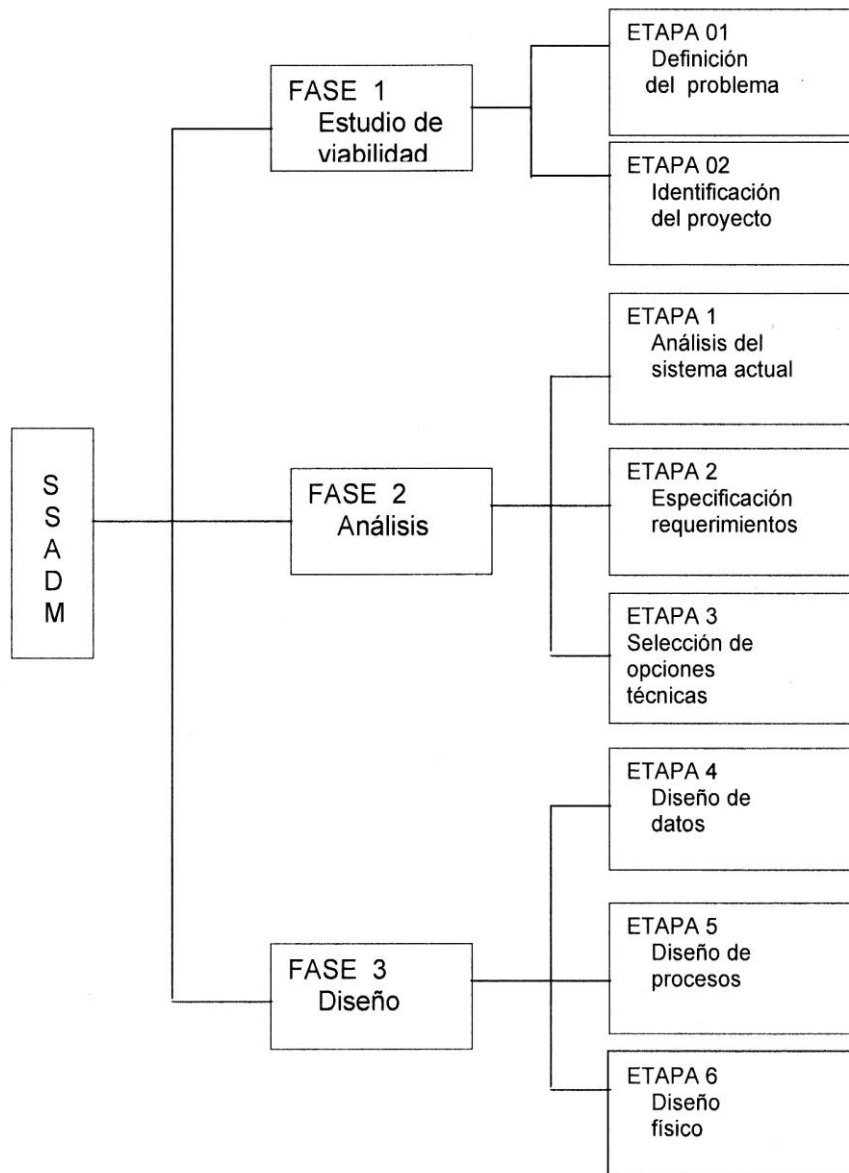 S
S
A
D
M
FASE 1
Estudio de
viabilidad
ETAPA 01
Definición
del problema
ETAPA 02
Identificación
del proyecto
FASE 2
Análisis
ETAPA 1
Análisis del
sistema actual
ETAPA 2
Especificación
requerimientos
ETAPA 3
Selección de
opciones
técnicas
FASE 3
Diseño
ETAPA 4
Diseño de
datos
ETAPA 5
Diseño de
procesos
ETAPA 6
Diseño
físico